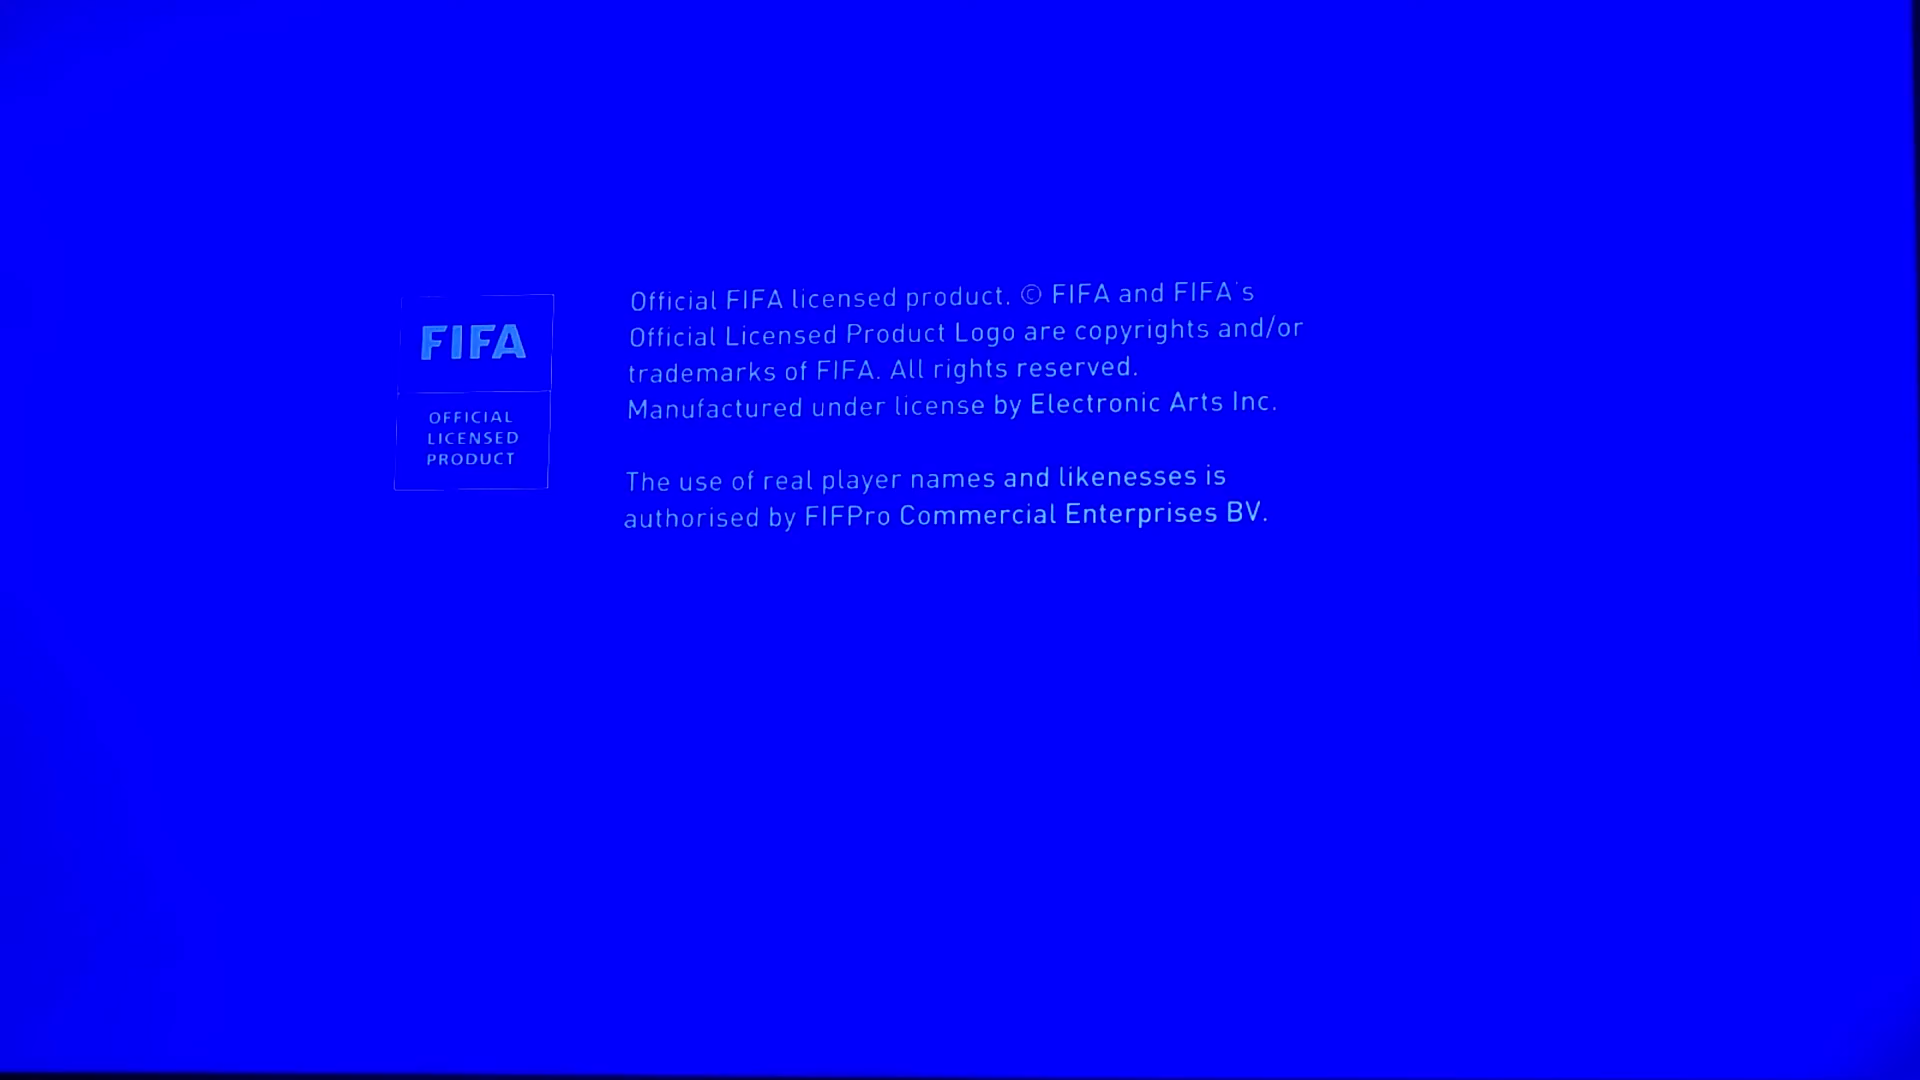 FIFA
OFFICIAL
LICENSED
PRODUCT
Official FIFA licensed product. © FIFA and FIFA's
Official Licensed Product Logo are copyrights and/or
trademarks of FIFA. All rights reserved.
Manufactured under license by Electronic Arts Inc.
The use of real player names and likenesses is
authorised by FIFPro Commercial Enterprises BV.